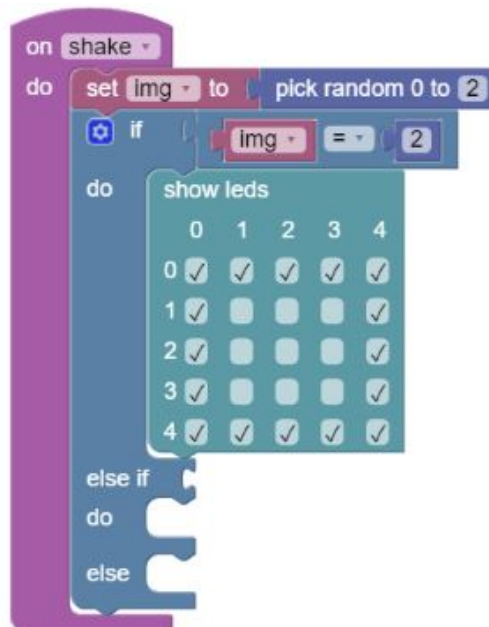 on shake
do set img to pick random 0 to 2
if img = 2
do show leds
0 1 2 3 4
0
1
2
3
4
else if
do
else